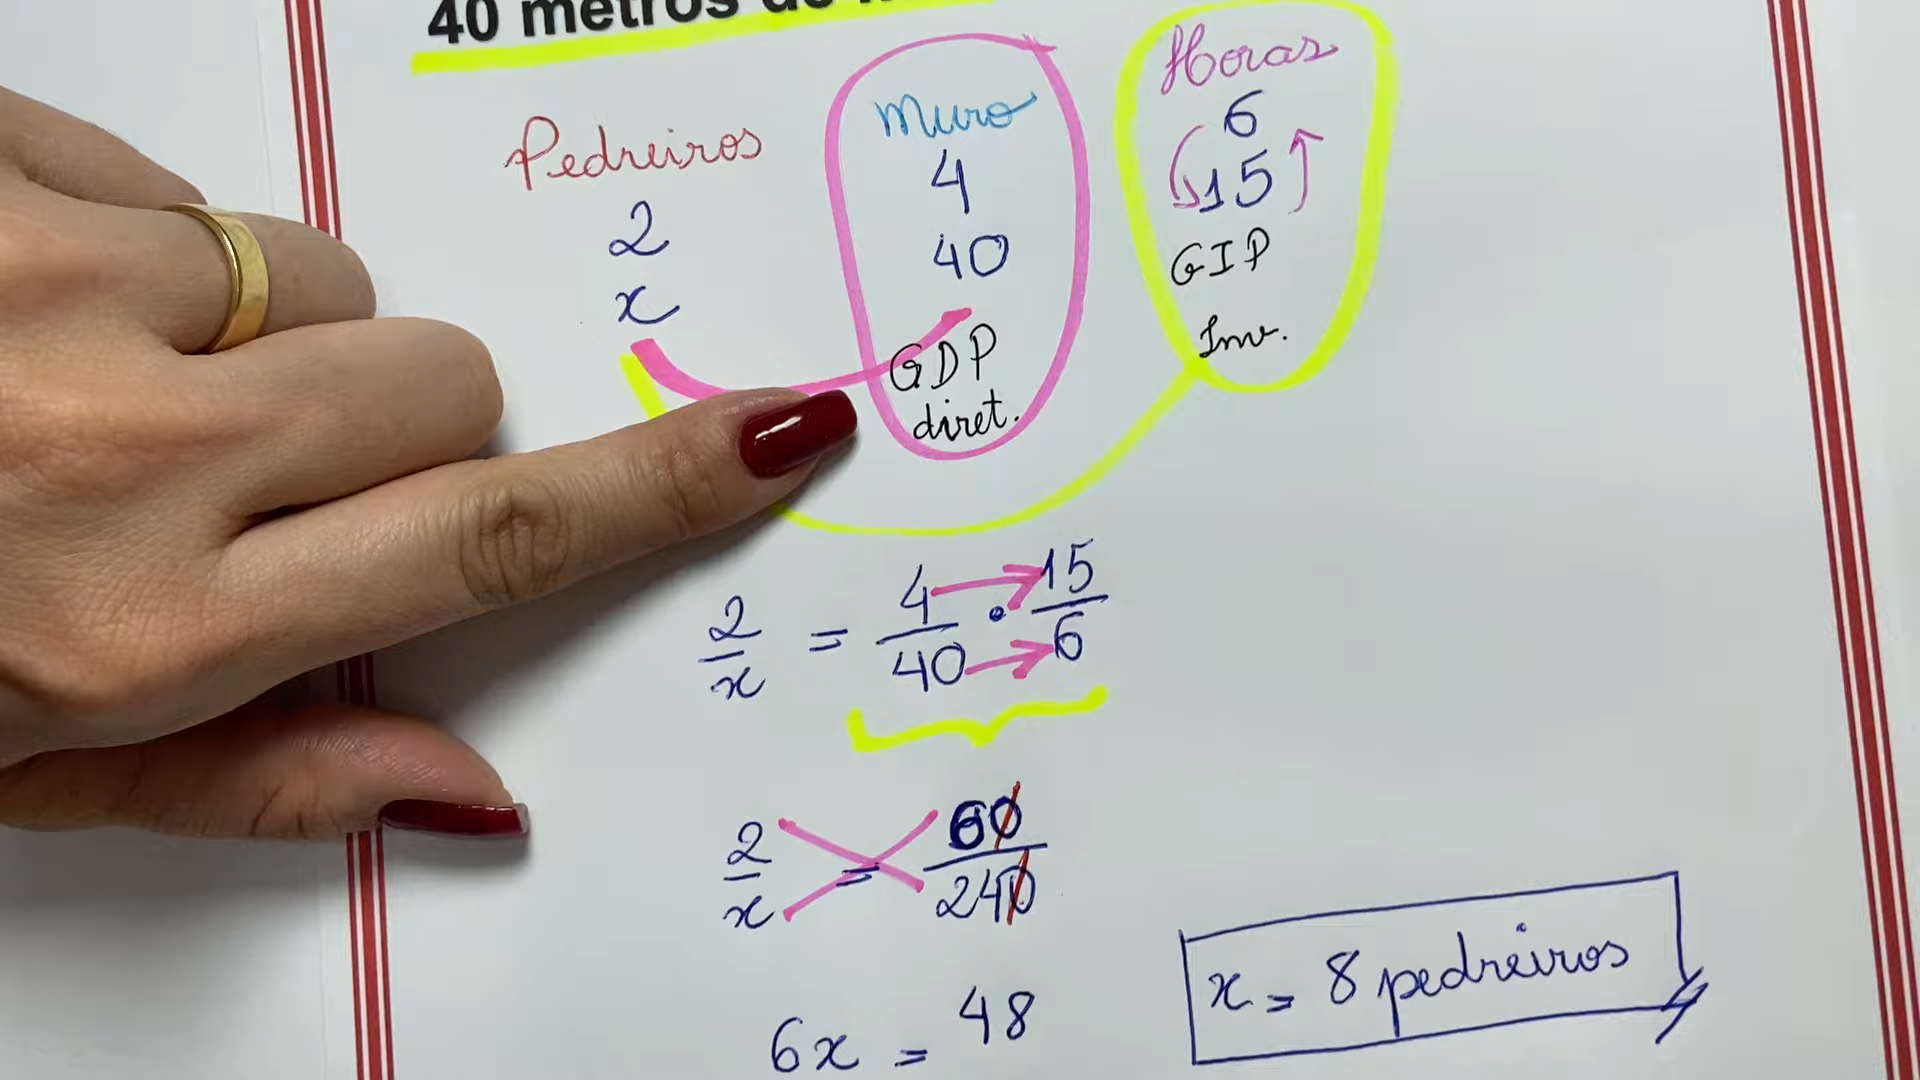 40 metros de
Pedreiros Muro Horas
2 4 6
x 40 15
GDP GIP
diret. Inv.
2/x = 4/40 . 15/6
2/x = 60/240
6x = 48
x = 8 pedreiros